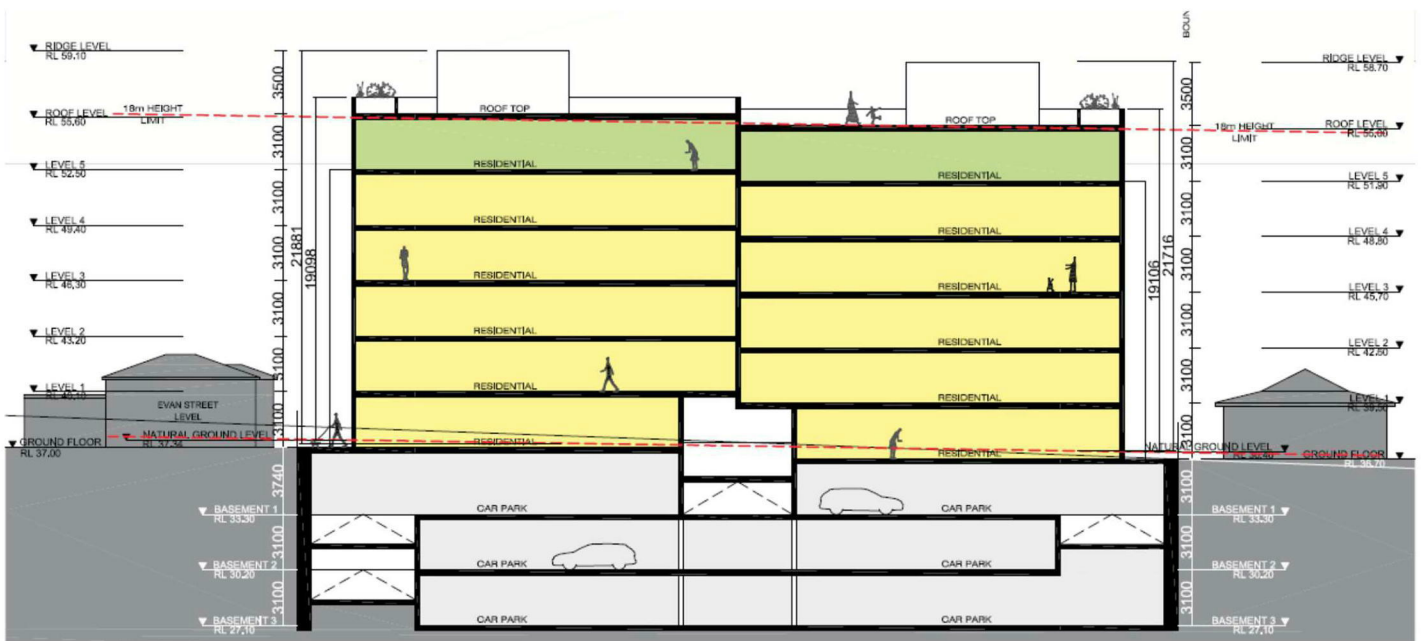 RIDGE LEVEL
RL 59.10
ROOF LEVEL
RL 55.60
18m HEIGHT
LIMIT
LEVEL 5
RL 52.50
LEVEL 4
RL 49.40
LEVEL 3
RL 46.30
LEVEL 2
RL 43.20
LEVEL 1
EVAN STREET
LEVEL
NATURAL GROUND LEVEL
RL 37.34
GROUND FLOOR
RL 37.00
BASEMENT 1
RL 33.30
BASEMENT 2
RL 30.20
BASEMENT 3
RL 27.10
3500
3100
3100
3100
3100
3100
3100
3740
3100
3100
21881
19098
ROOF TOP
RESIDENTIAL
RESIDENTIAL
RESIDENTIAL
RESIDENTIAL
RESIDENTIAL
RESIDENTIAL
CAR PARK
CAR PARK
CAR PARK
ROOF TOP
RESIDENTIAL
RESIDENTIAL
RESIDENTIAL
RESIDENTIAL
RESIDENTIAL
RESIDENTIAL
CAR PARK
CAR PARK
CAR PARK
19106
21716
BOUN
3500
3100
3100
3100
3100
3100
3100
3100
3100
3100
RIDGE LEVEL
RL 58.70
18m HEIGHT
LIMIT
ROOF LEVEL
LEVEL 5
RL 51.90
LEVEL 4
RL 48.80
LEVEL 3
RL 45.70
LEVEL 2
RL 42.60
LEVEL 1
NATURAL GROUND LEVEL
GROUND FLOOR
BASEMENT 1
RL 33.30
BASEMENT 2
RL 30.20
BASEMENT 3
RL 27.10